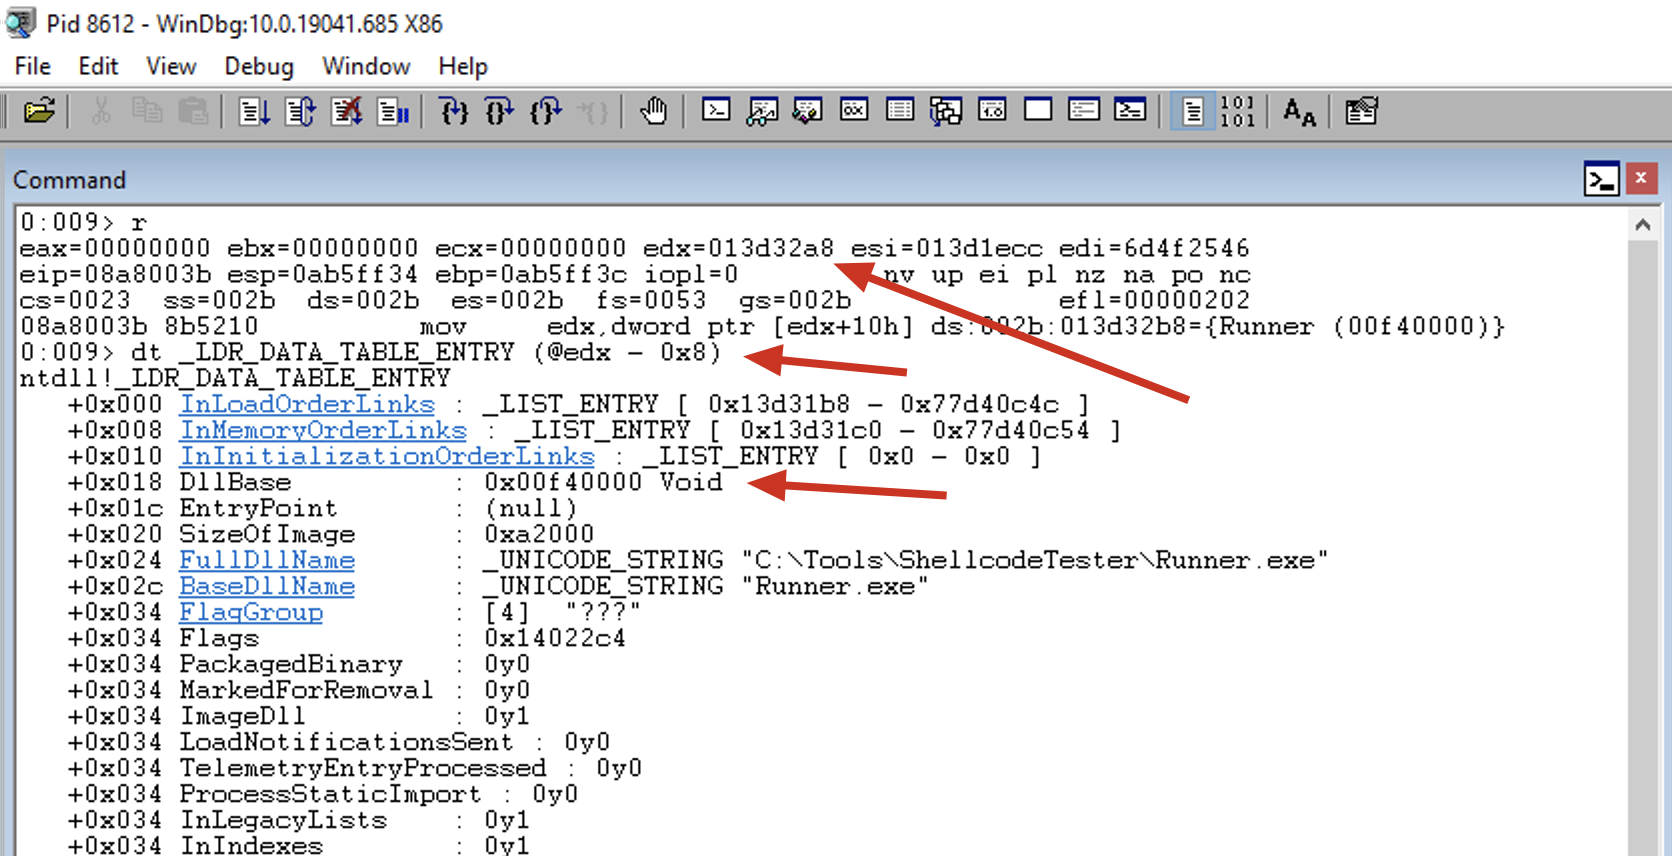 Pid 8612 - WinDbg:10.0.19041.685 X86
File Edit View Debug Window Help
101
101
AA
Command
0:009> r
eax=00000000 ebx=00000000 ecx=00000000 edx=013d32a8 esi=013d1ecc edi=6d4f2546
eip=08a8003b esp=0ab5ff34 ebp=0ab5ff3c iopl=0         nv up ei pl nz na po nc
cs=0023  ss=002b  ds=002b  es=002b  fs=0053  gs=002b             efl=00000202
08a8003b 8b5210          mov     edx,dword ptr [edx+10h] ds:002b:013d32b8={Runner (00f40000)}
0:009> dt _LDR_DATA_TABLE_ENTRY (@edx - 0x8)
ntdll!_LDR_DATA_TABLE_ENTRY
   +0x000 InLoadOrderLinks : _LIST_ENTRY [ 0x13d31b8 - 0x77d40c4c ]
   +0x008 InMemoryOrderLinks : _LIST_ENTRY [ 0x13d31c0 - 0x77d40c54 ]
   +0x010 InInitializationOrderLinks : _LIST_ENTRY [ 0x0 - 0x0 ]
   +0x018 DllBase          : 0x00f40000 Void
   +0x01c EntryPoint       : (null)
   +0x020 SizeOfImage      : 0xa2000
   +0x024 FullDllName      : _UNICODE_STRING "C:\Tools\ShellcodeTester\Runner.exe"
   +0x02c BaseDllName      : _UNICODE_STRING "Runner.exe"
   +0x034 FlagGroup        : [4]  "???"
   +0x034 Flags            : 0x14022c4
   +0x034 PackagedBinary   : 0y0
   +0x034 MarkedForRemoval : 0y0
   +0x034 ImageDll         : 0y1
   +0x034 LoadNotificationsSent : 0y0
   +0x034 TelemetryEntryProcessed : 0y0
   +0x034 ProcessStaticImport : 0y0
   +0x034 InLegacyLists    : 0y1
   +0x034 InIndexes        : 0y1